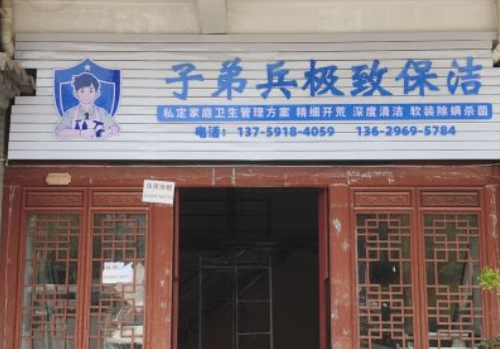 子弟兵极致保洁
私定家庭卫生管理方案 精细开荒 深度清洁 软装除螨杀菌
电话：137-5918-4059 136-2969-5784